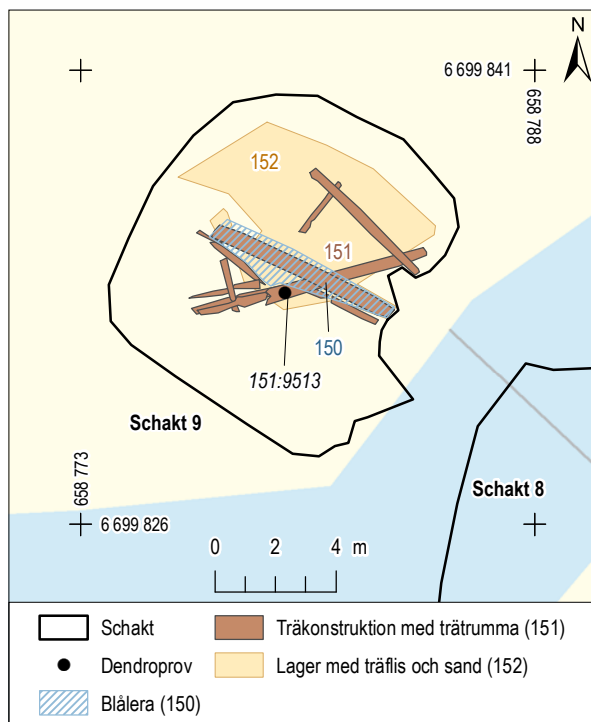 N
6 699 841
658 788
152
151
150
151:9513
Schakt 9
658 773
Schakt 8
6 699 826
0 2 4 m
Schakt
Träkonstruktion med trätrumma (151)
Dendroprov
Lager med träflis och sand (152)
Blålera (150)